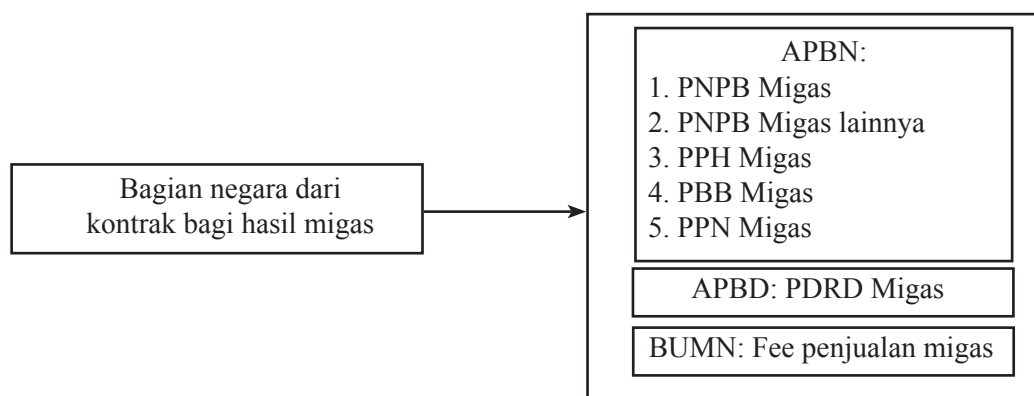 Bagian negara dari
kontrak bagi hasil migas
APBN:
1. PNPB Migas
2. PNPB Migas lainnya
3. PPH Migas
4. PBB Migas
5. PPN Migas
APBD: PDRD Migas
BUMN: Fee penjualan migas